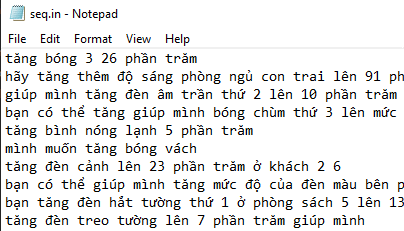 seq.in - Notepad
File Edit Format View Help
tăng bóng 3 26 phần trăm
hãy tăng thêm độ sáng phòng ngủ con trai lên 91 ph
giúp mình tăng đèn âm trần thứ 2 lên 10 phần trăm
bạn có thể tăng giúp mình bóng chùm thứ 3 lên mức
tăng bình nóng lạnh 5 phần trăm
mình muốn tăng bóng vách
tăng đèn cảnh lên 23 phần trăm ở khách 2 6
bạn có thể giúp mình tăng mức độ của đèn màu bên p
bạn tăng đèn hắt tường thứ 1 ở phòng sách 5 lên 13
tăng đèn treo tường lên 7 phần trăm giúp mình